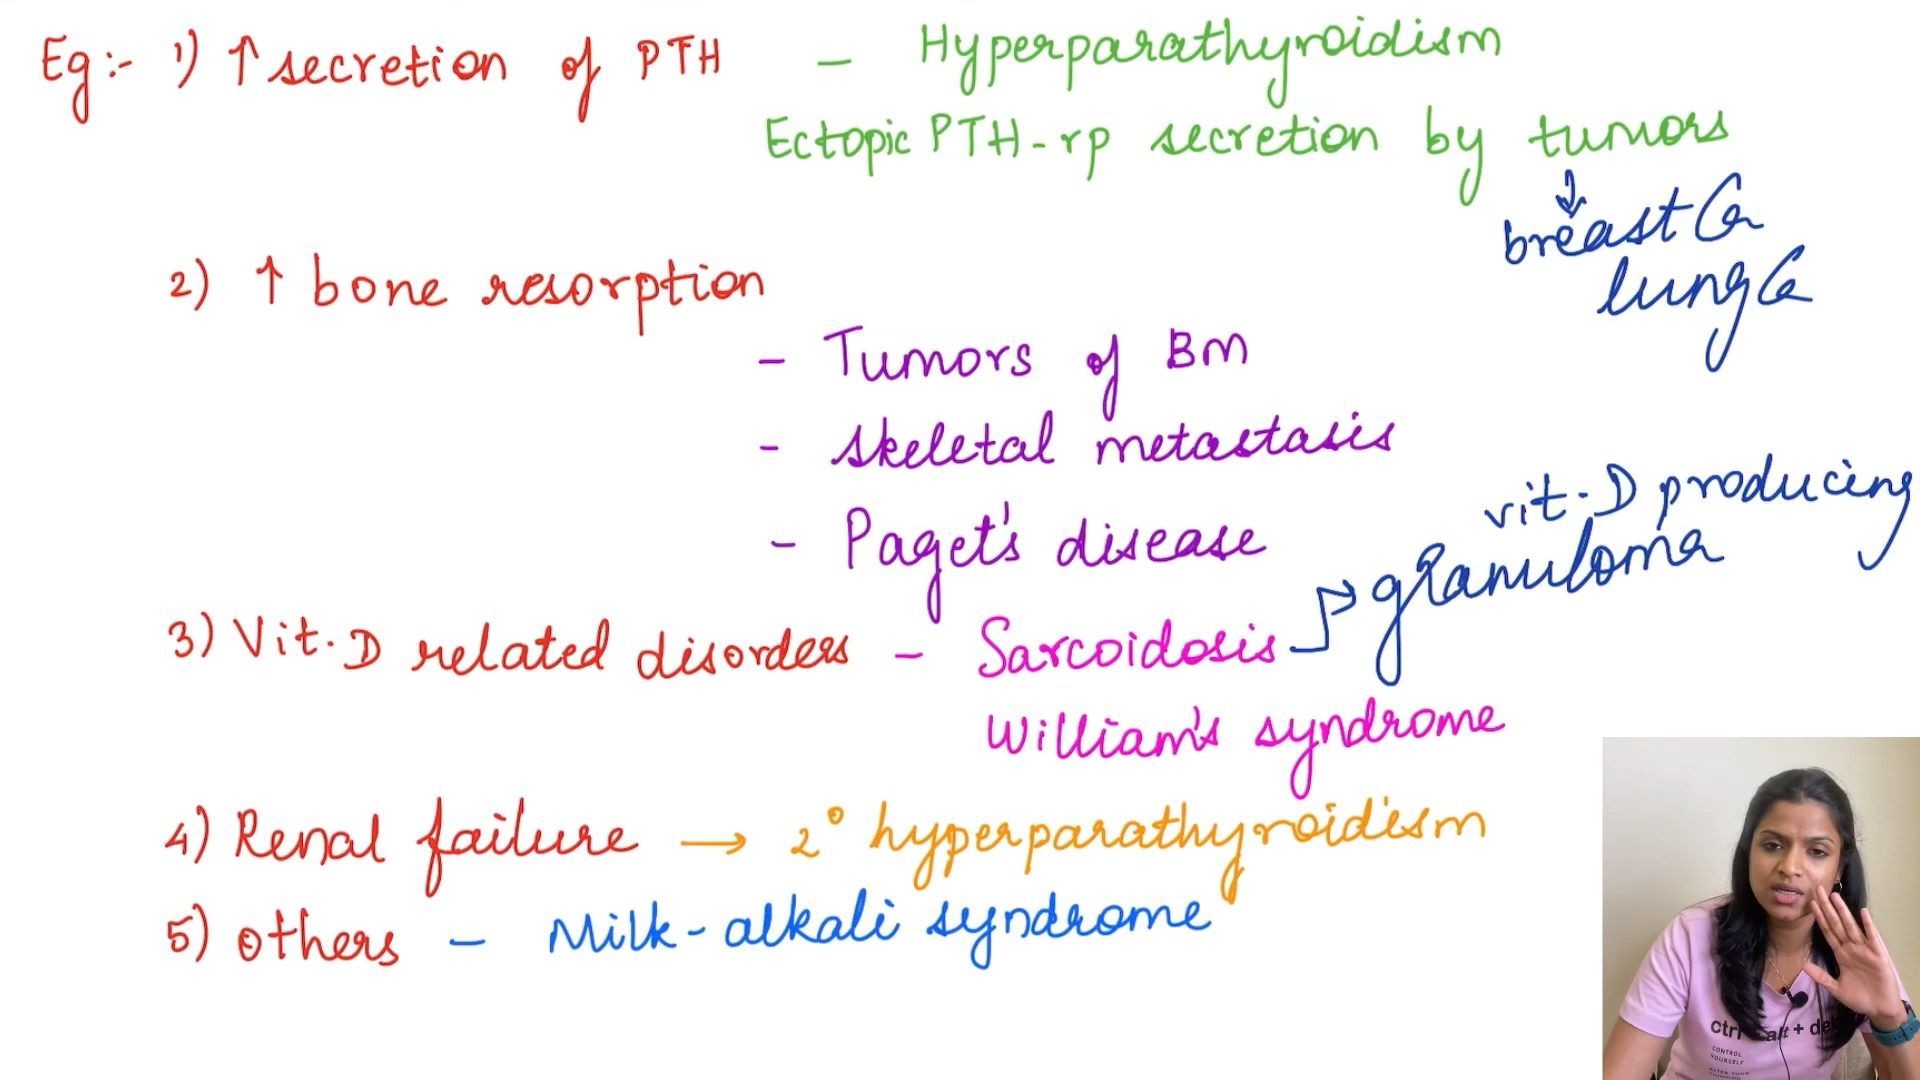 Eg:- 1) ↑ secretion of PTH - Hyperparathyroidism
Ectopic PTH-rp secretion by tumors
↓
breast Ca
lung Ca
2) ↑ bone resorption
- Tumors of BM
- Skeletal metastasis
- Paget's disease
vit-D producing
granuloma
3) Vit. D related disorders - Sarcoidosis
William's syndrome
4) Renal failure → 2° hyperparathyroidism
5) Others - Milk-alkali syndrome
CONTROL
YOURSELF